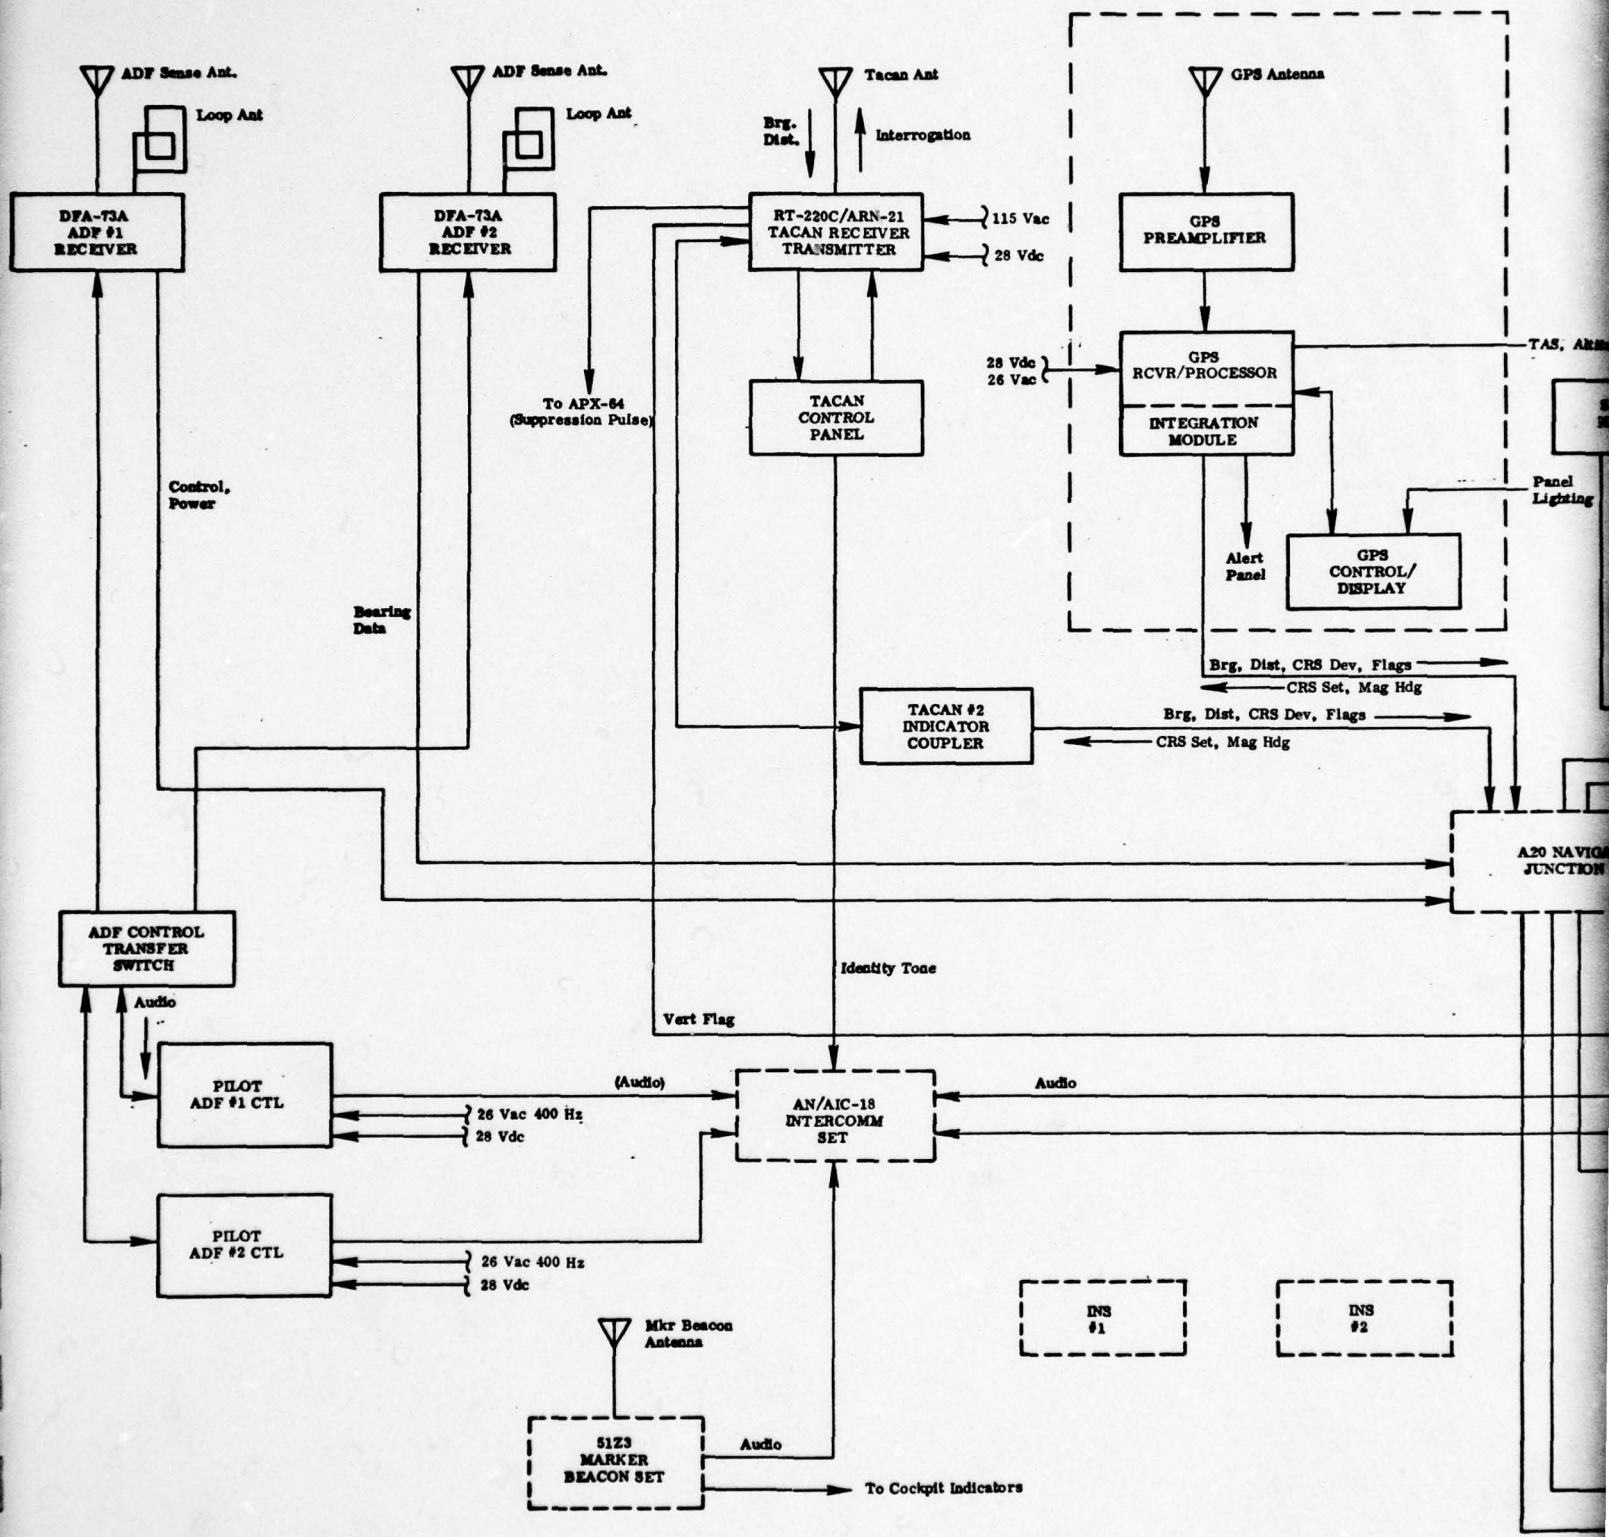 ADF Sense Ant.
Loop Ant
DFA-73A
ADF #1
RECEIVER
ADF Sense Ant.
Loop Ant
DFA-73A
ADF #2
RECEIVER
Tacan Ant
Brg.
Dist.
Interrogation
RT-220C/ARN-21
TACAN RECEIVER
TRANSMITTER
115 Vac
28 Vdc
GPS Antenna
GPS
PREAMPLIFIER
28 Vdc
26 Vac
GPS
RCVR/PROCESSOR
INTEGRATION
MODULE
TAS,
To APX-64
(Suppression Pulse)
TACAN
CONTROL
PANEL
Control,
Power
Panel
Lighting
Alert
Panel
GPS
CONTROL/
DISPLAY
Bearing
Data
Brg, Dist, CRS Dev, Flags
CRS Set, Mag Hdg
TACAN #2
INDICATOR
COUPLER
Brg, Dist, CRS Dev, Flags
CRS Set, Mag Hdg
A20 NAVIGA
JUNCTION
ADF CONTROL
TRANSFER
SWITCH
Identity Tone
Audio
Vert Flag
PILOT
ADF #1 CTL
(Audio)
26 Vac 400 Hz
28 Vdc
AN/AIC-18
INTERCOMM
SET
Audio
PILOT
ADF #2 CTL
26 Vac 400 Hz
28 Vdc
INS
#1
INS
#2
Mkr Beacon
Antenna
51Z3
MARKER
BEACON SET
Audio
To Cockpit Indicators